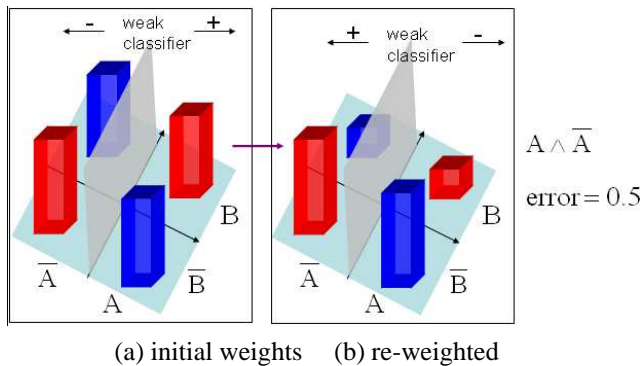 - weak classifier +
A̅
A
B̅
B
+ weak classifier -
A̅
A
B̅
B
A ∧ A̅
error = 0.5
(a) initial weights (b) re-weighted